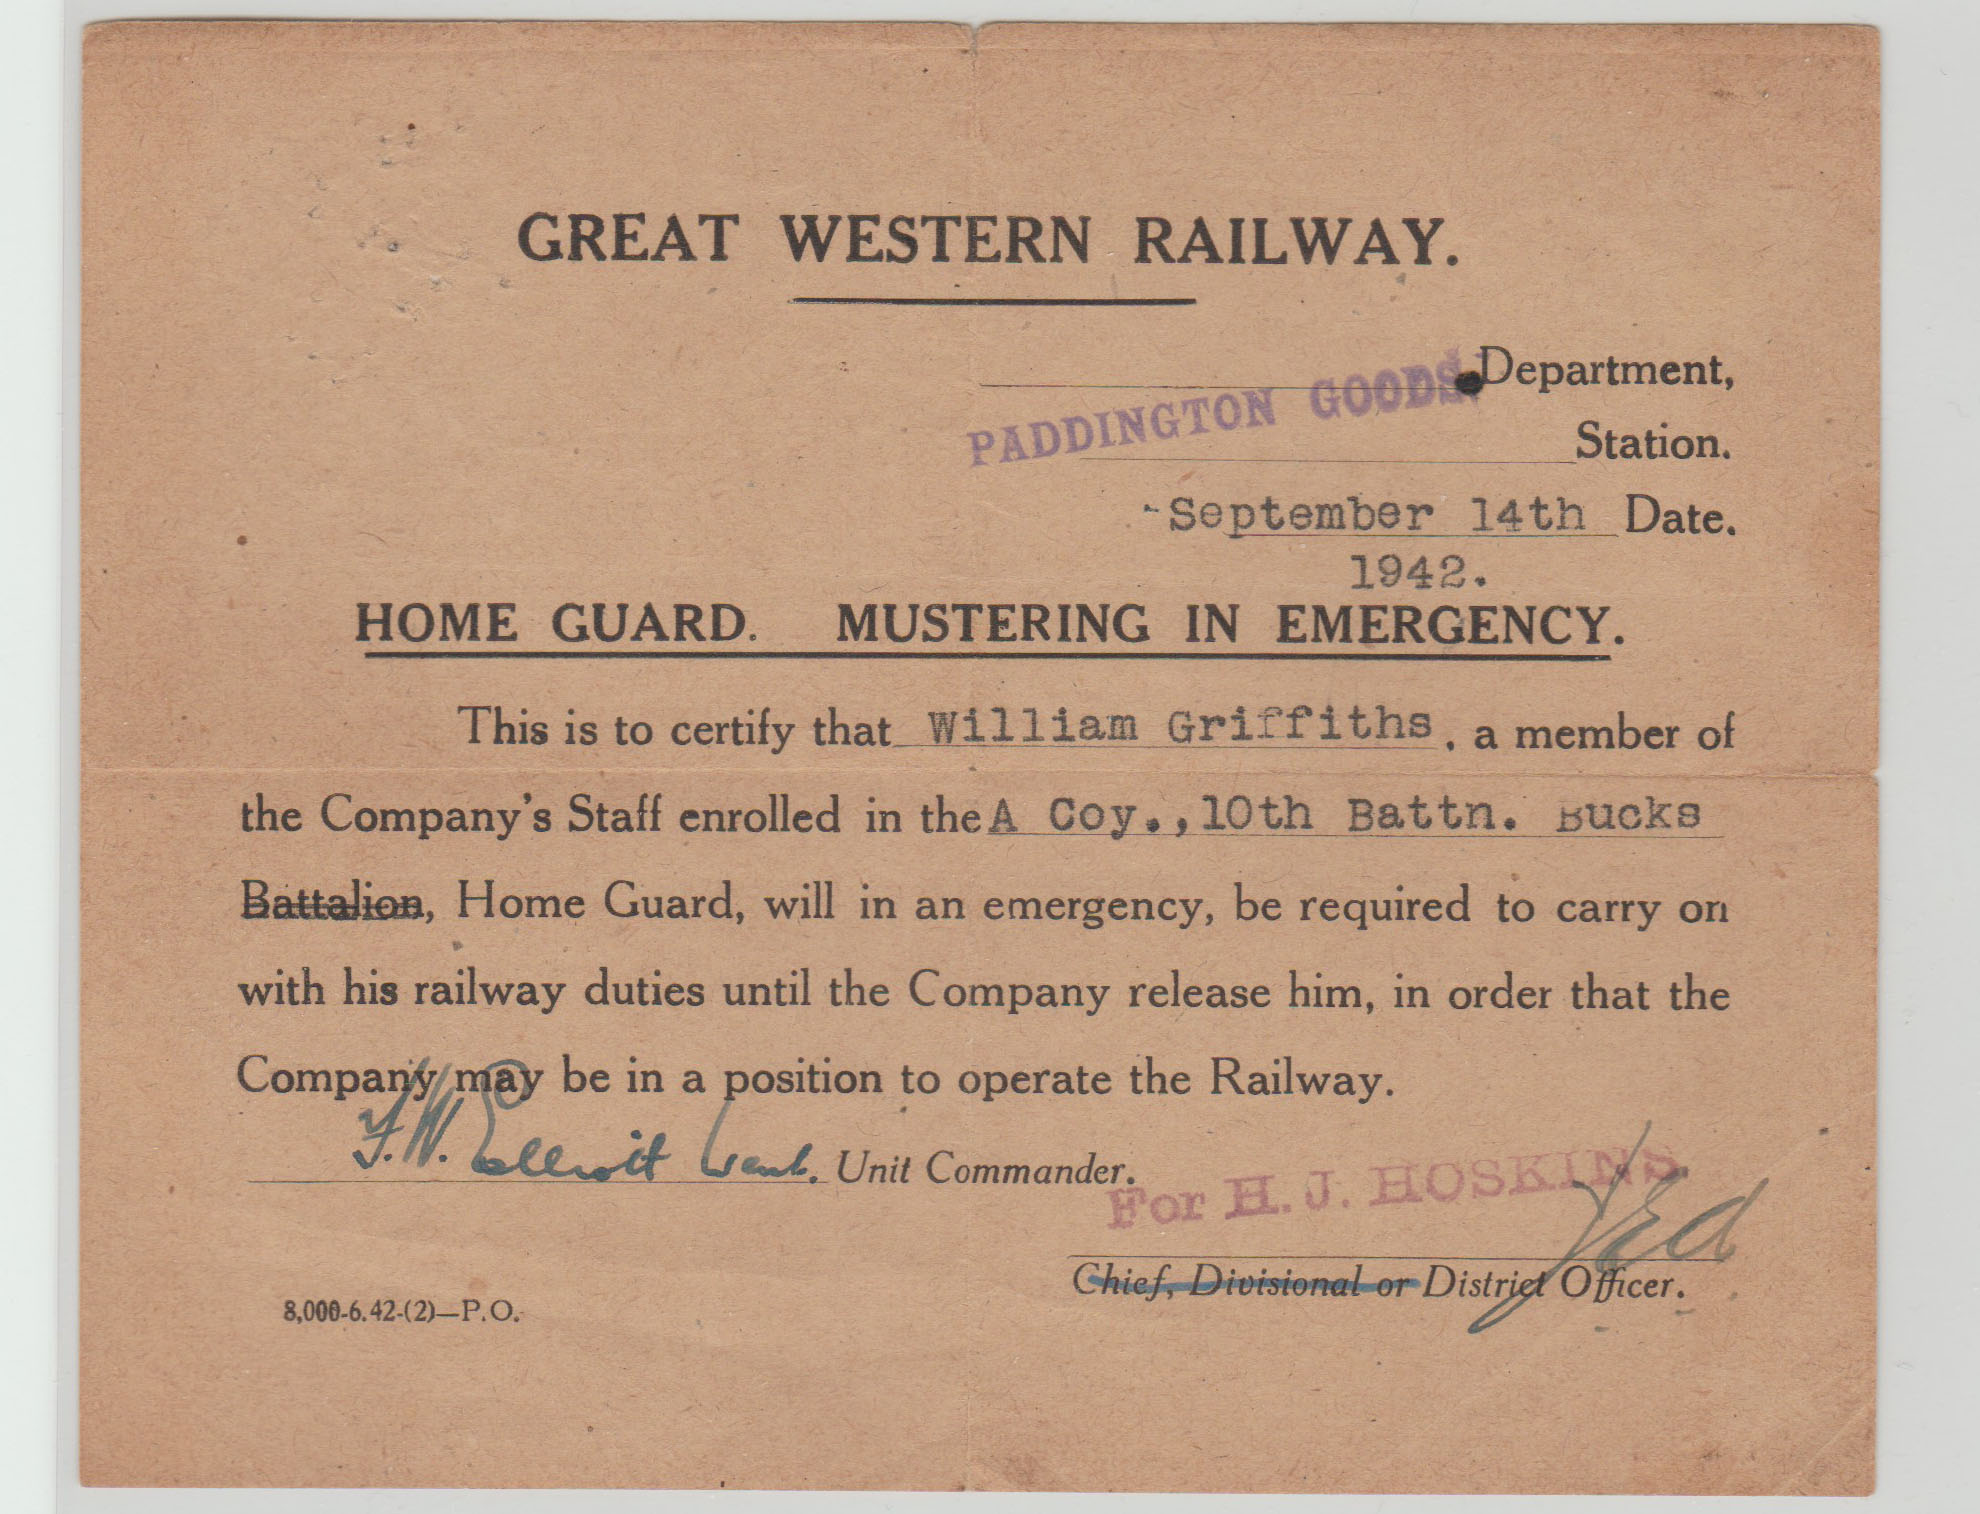 GREAT WESTERN RAILWAY.
Department,
PADDINGTON GOODS.
Station.
September 14th Date.
1942.
HOME GUARD. MUSTERING IN EMERGENCY.
This is to certify that William Griffiths, a member of
the Company's Staff enrolled in the A Coy.,10th Battn. Bucks
Battalion, Home Guard, will in an emergency, be required to carry on
with his railway duties until the Company release him, in order that the
Company may be in a position to operate the Railway.
F.W. Elliott Unit Commander.
For H.J. HOSKINS
Chief, Divisional or District Officer.
8,000-6.42-(2)—P.O.